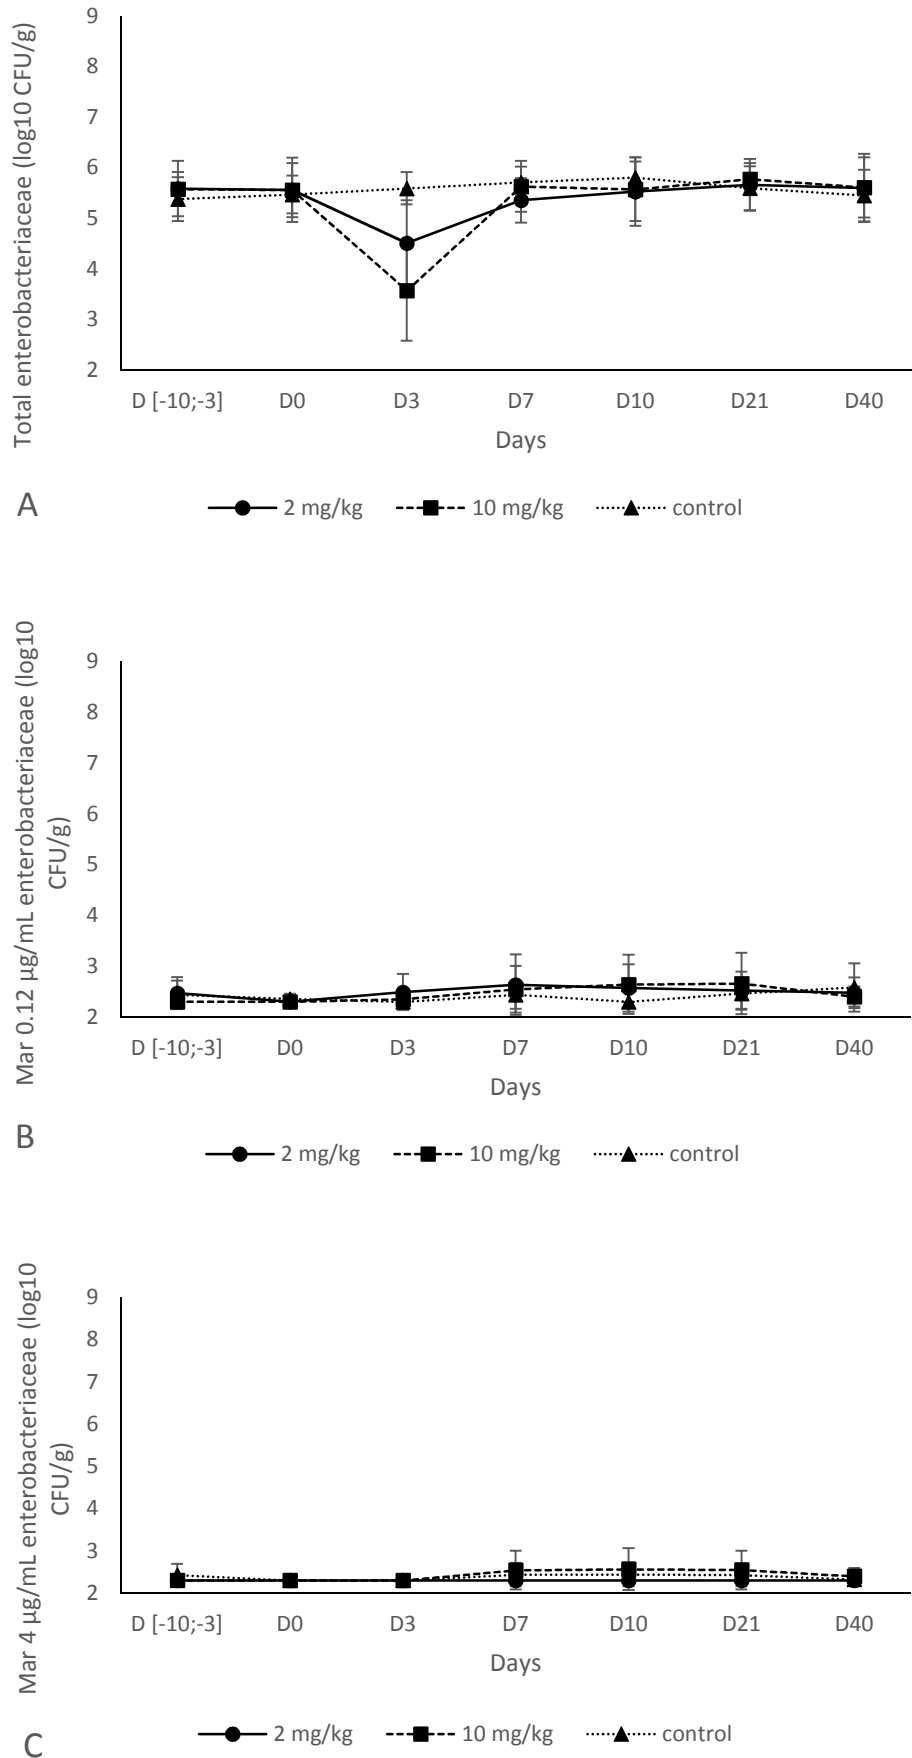 Total enterobacteriaceae (log10 CFU/g)
9
8
7
6
5
4
3
2
D [-10;-3] D0 D3 D7 D10 D21 D40
Days
A
2 mg/kg 10 mg/kg control
Mar 0.12 µg/mL enterobacteriaceae (log10
CFU/g)
9
8
7
6
5
4
3
2
D [-10;-3] D0 D3 D7 D10 D21 D40
Days
B
2 mg/kg 10 mg/kg control
Mar 4 µg/mL enterobacteriaceae (log10
CFU/g)
9
8
7
6
5
4
3
2
D [-10;-3] D0 D3 D7 D10 D21 D40
Days
C
2 mg/kg 10 mg/kg control